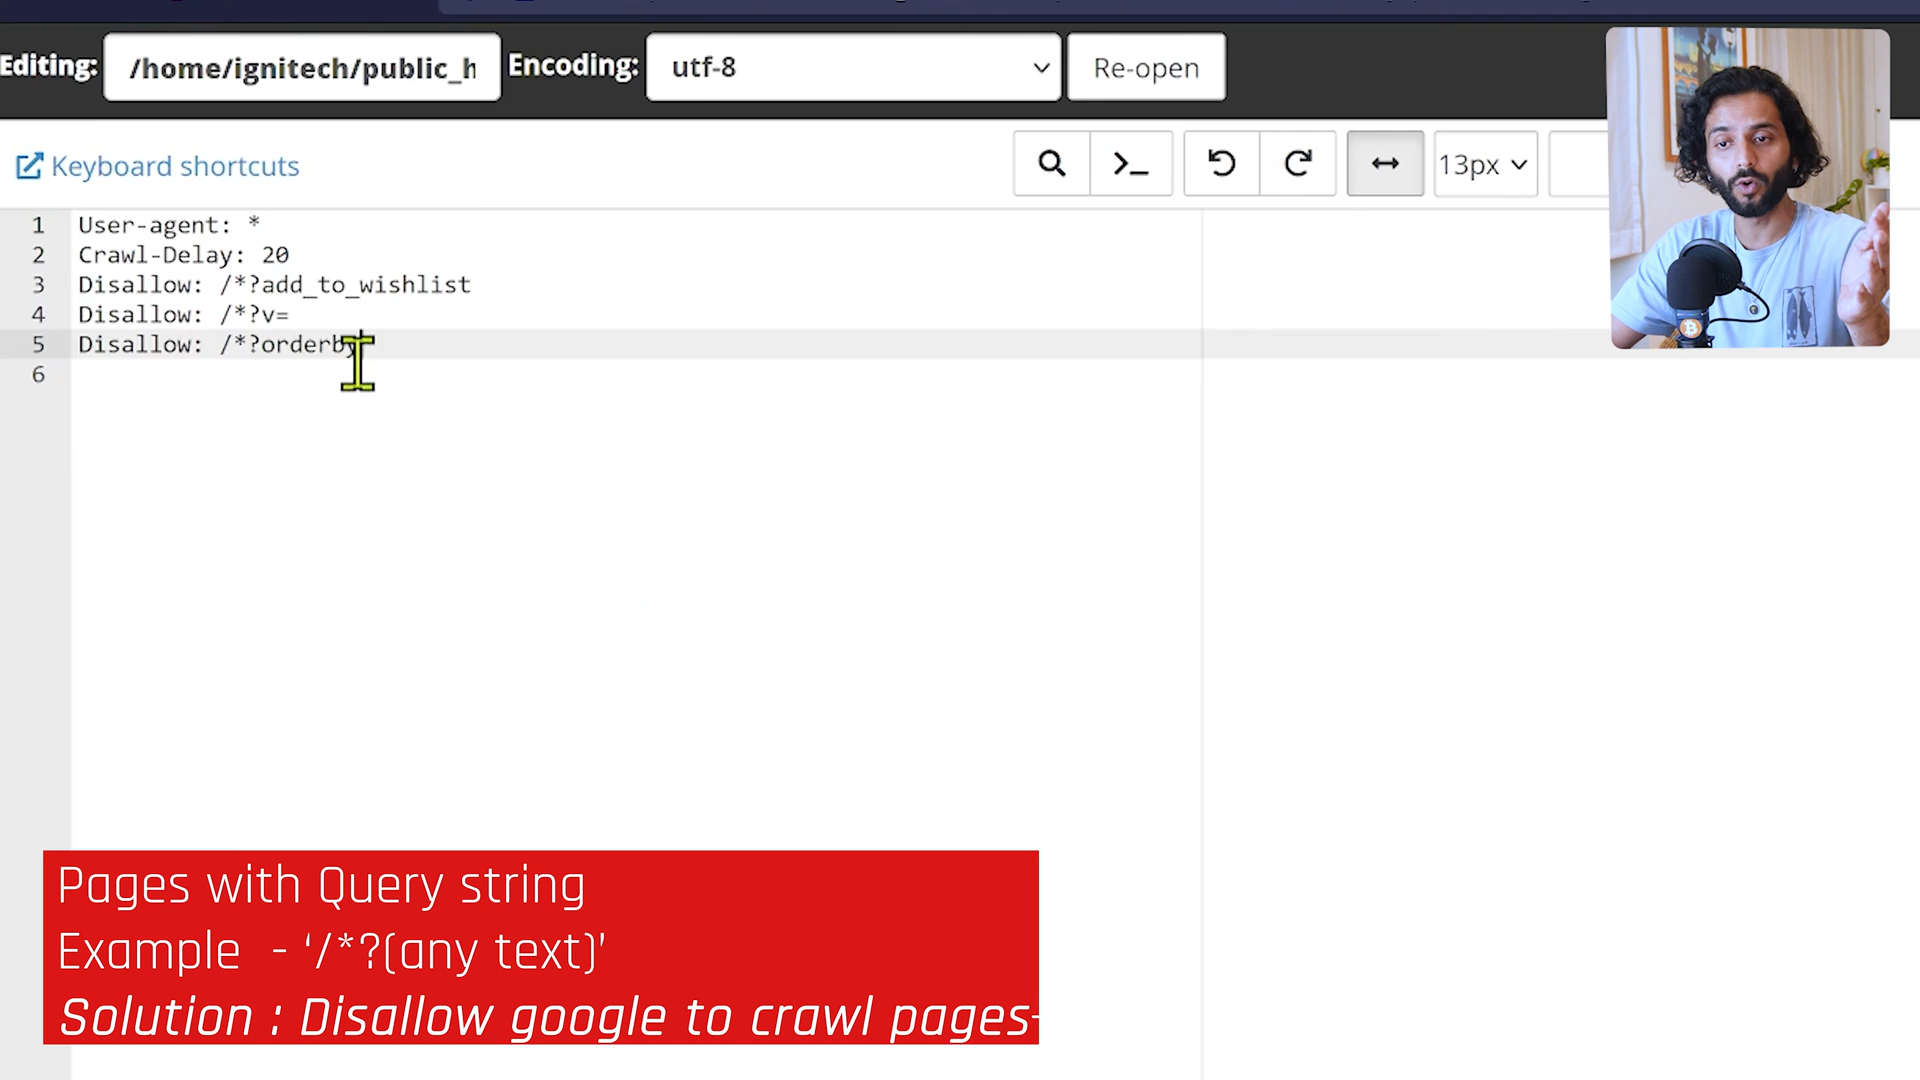 Editing:
/home/ignitech/public_h
Encoding:
utf-8
Re-open
Keyboard shortcuts
13px
1 User-agent: *
2 Crawl-Delay: 20
3 Disallow: /*?add_to_wishlist
4 Disallow: /*?v=
5 Disallow: /*?orderby
6
Pages with Query string
Example - ‘/*?(any text)’
Solution : Disallow google to crawl pages-